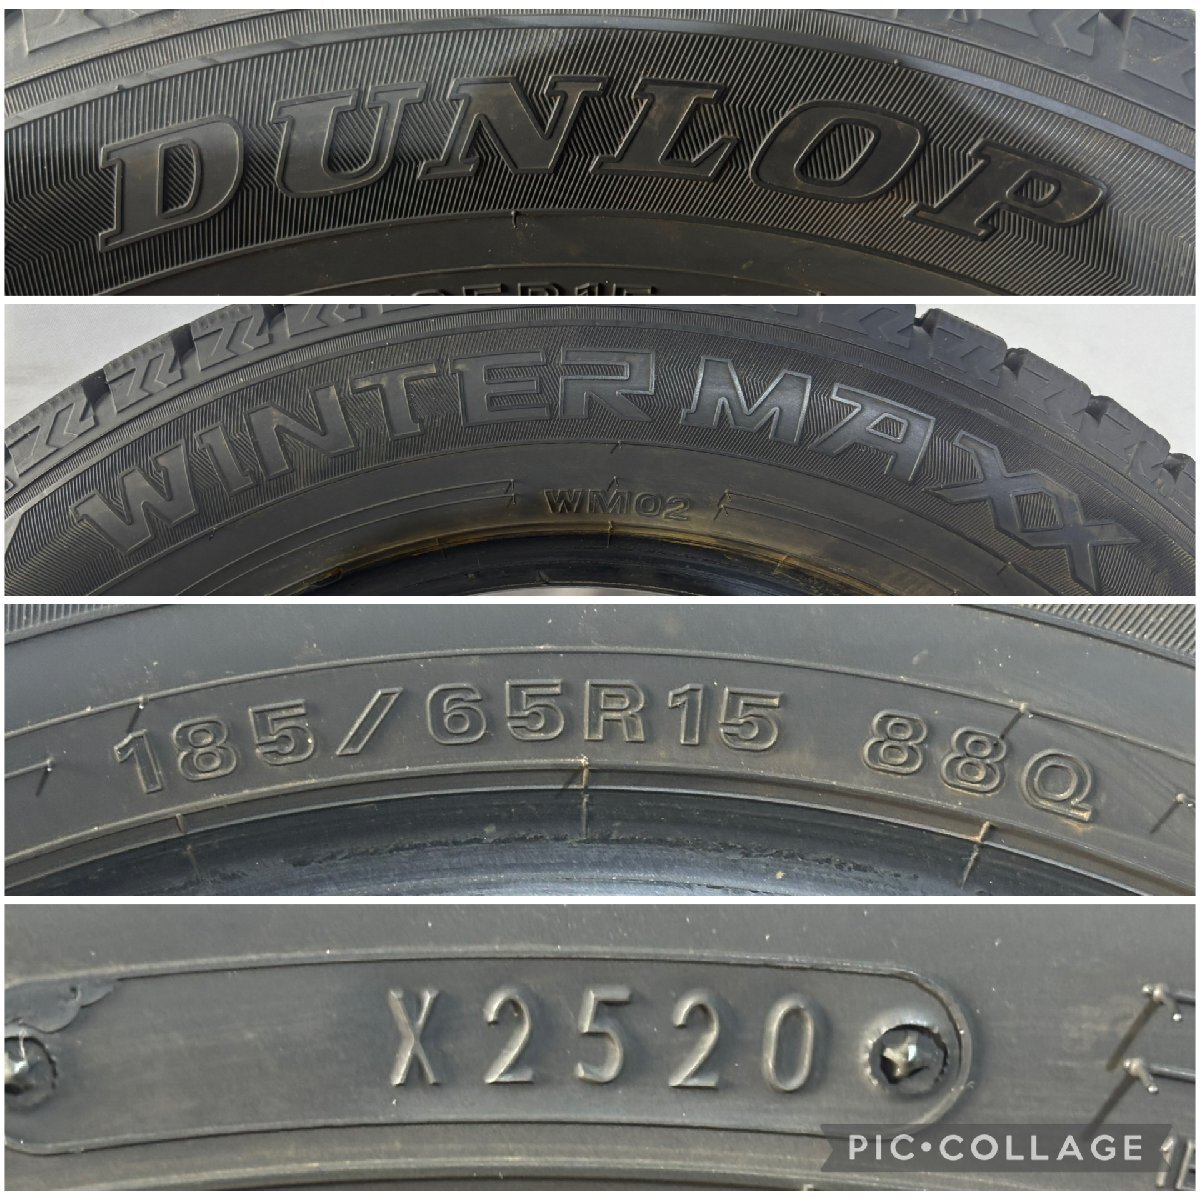 DUNLOP
WINTER MAXX
WM02
185/65R15 88Q
X2520
PIC•COLLAGE